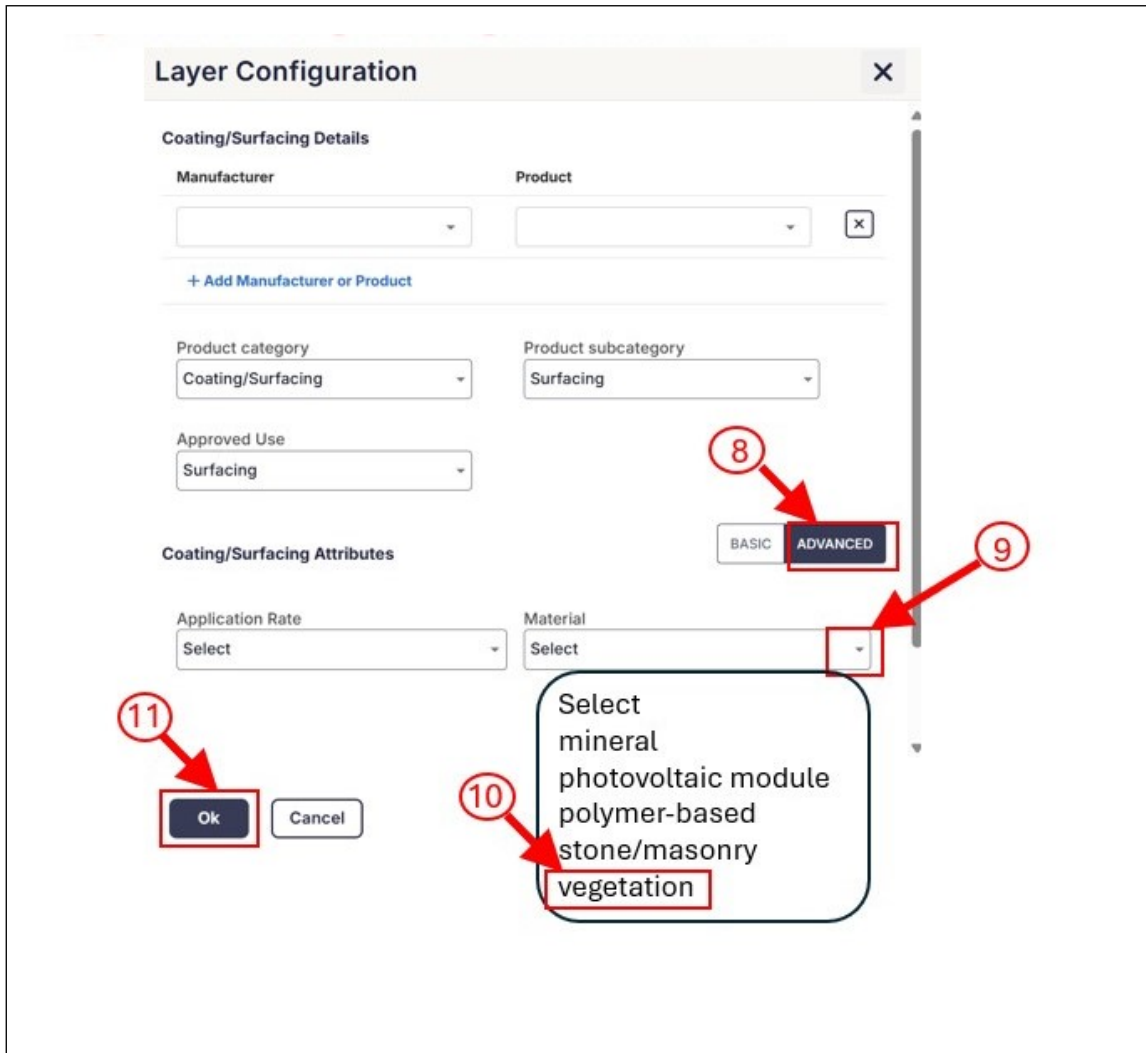 Layer Configuration
Coating/Surfacing Details
Manufacturer Product
+ Add Manufacturer or Product
Product category Product subcategory
Coating/Surfacing Surfacing
Approved Use
Surfacing
8
Coating/Surfacing Attributes BASIC ADVANCED
9
Application Rate Material
Select Select
Select
mineral
photovoltaic module
polymer-based
stone/masonry
vegetation
10
11
Ok Cancel